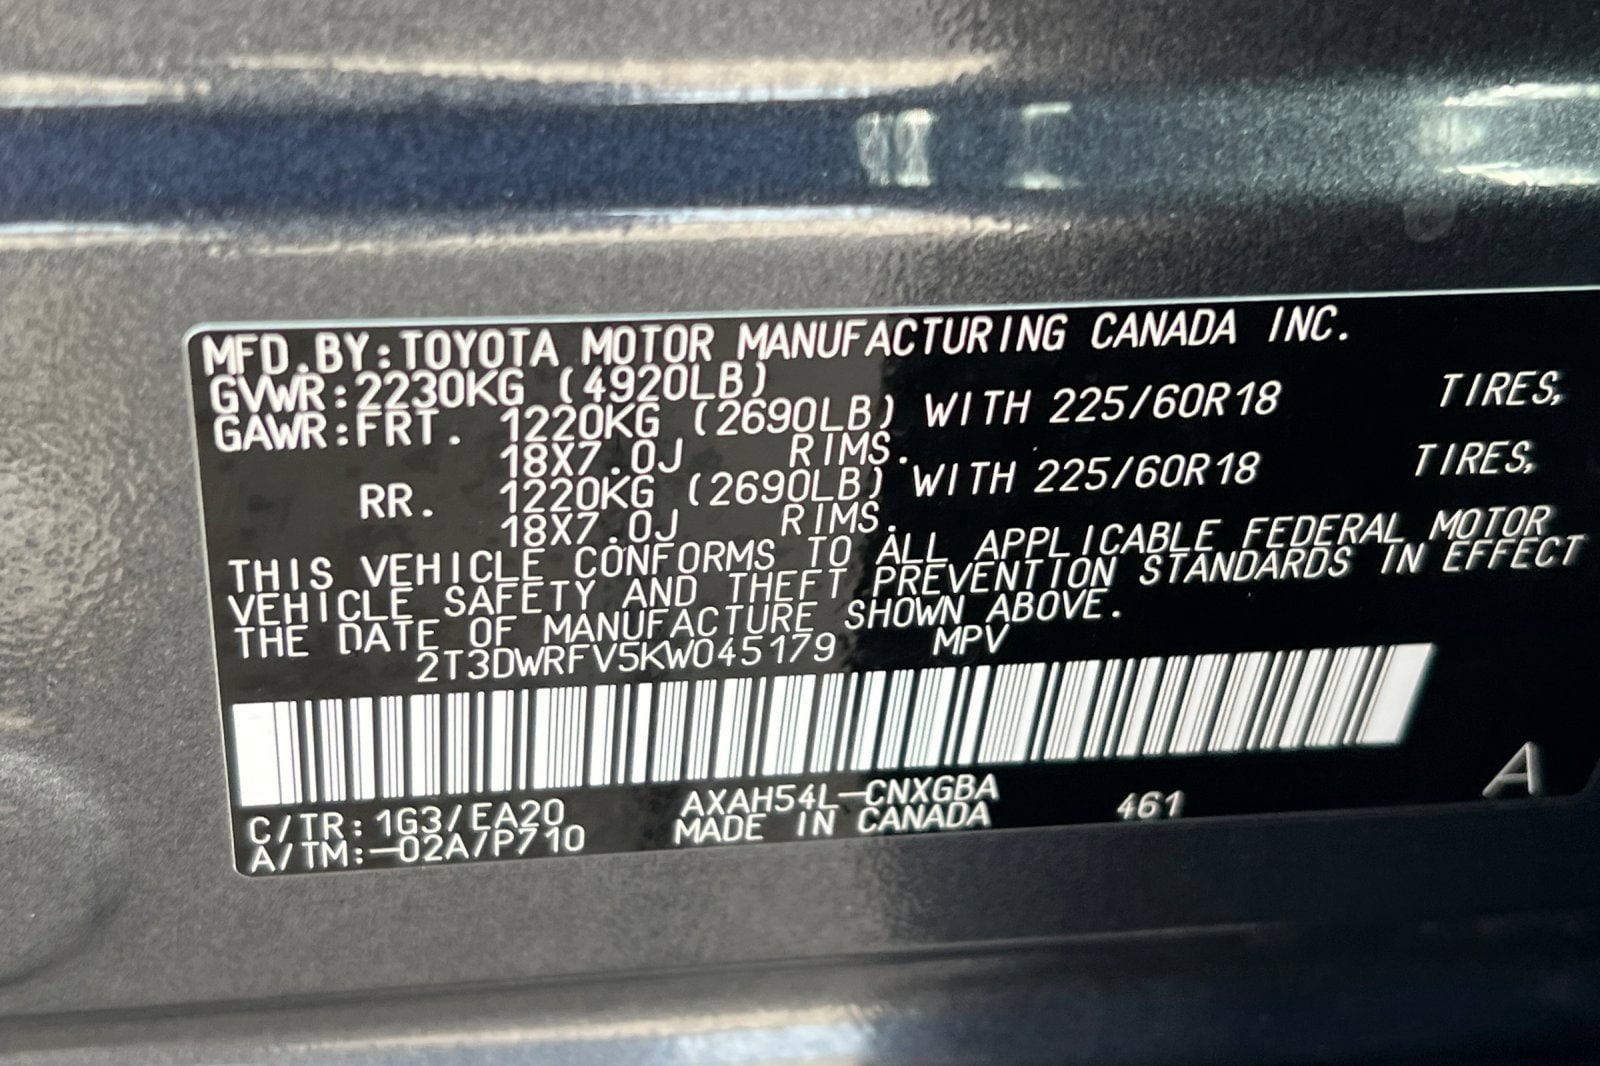 MFD.BY:TOYOTA MOTOR MANUFACTURING CANADA INC.
GVWR:2230KG (4920LB)
GAWR:FRT. 1220KG (2690LB) WITH 225/60R18 TIRES,
18X7.0J RIMS.
RR. 1220KG (2690LB) WITH 225/60R18 TIRES,
18X7.0J RIMS.
THIS VEHICLE CONFORMS TO ALL APPLICABLE FEDERAL MOTOR
VEHICLE SAFETY AND THEFT PREVENTION STANDARDS IN EFFECT
THE DATE OF MANUFACTURE SHOWN ABOVE.
2T3DWRFV5KW045179 MPV
C/TR:1G3/EA20 AXAH54L-CNXGBA 461 A
A/TM:-02A/P710 MADE IN CANADA